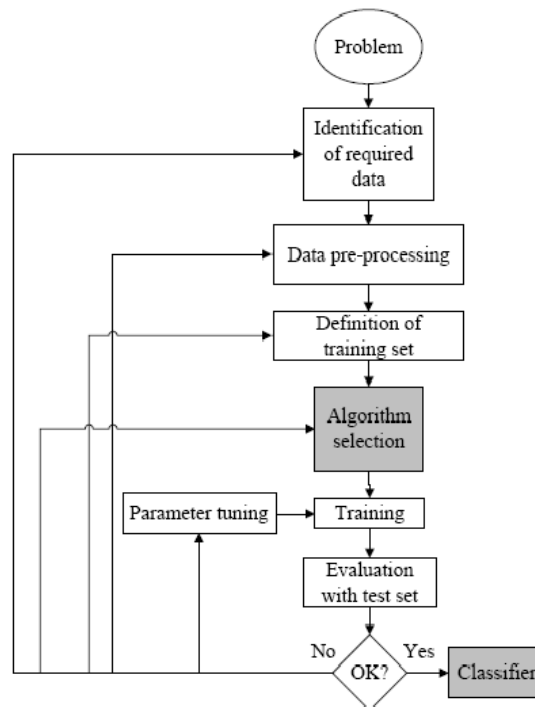 Problem
Identification
of required
data
Data pre-processing
Definition of
training set
Algorithm
selection
Parameter tuning
Training
Evaluation
with test set
No
Yes
OK?
Classifier